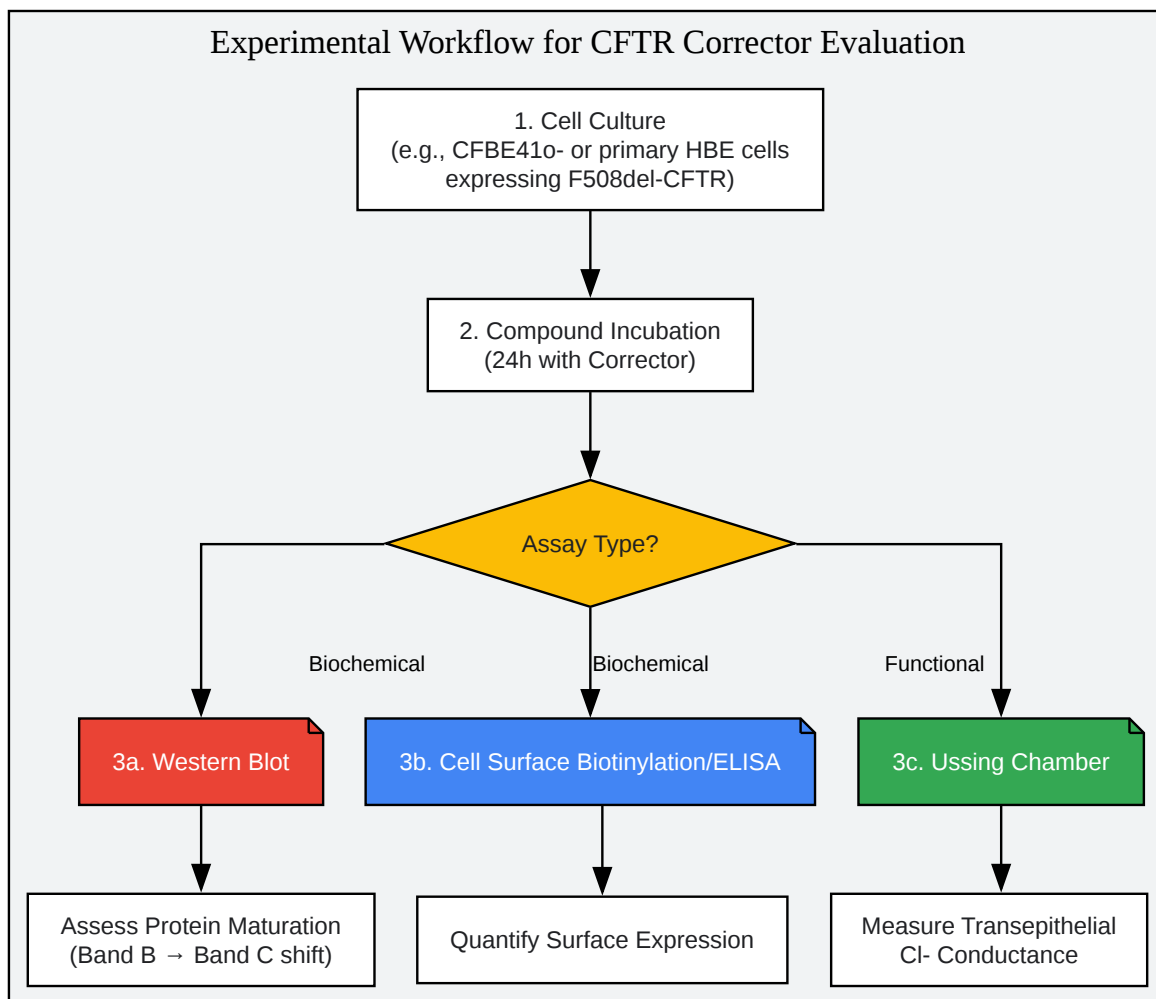 Experimental Workflow for CFTR Corrector Evaluation
1. Cell Culture
(e.g., CFBE41o- or primary HBE cells
expressing F508del-CFTR)
2. Compound Incubation
(24h with Corrector)
Assay Type?
Biochemical
Biochemical
Functional
3a. Western Blot
3b. Cell Surface Biotinylation/ELISA
3c. Ussing Chamber
Assess Protein Maturation
(Band B → Band C shift)
Quantify Surface Expression
Measure Transepithelial
Cl- Conductance